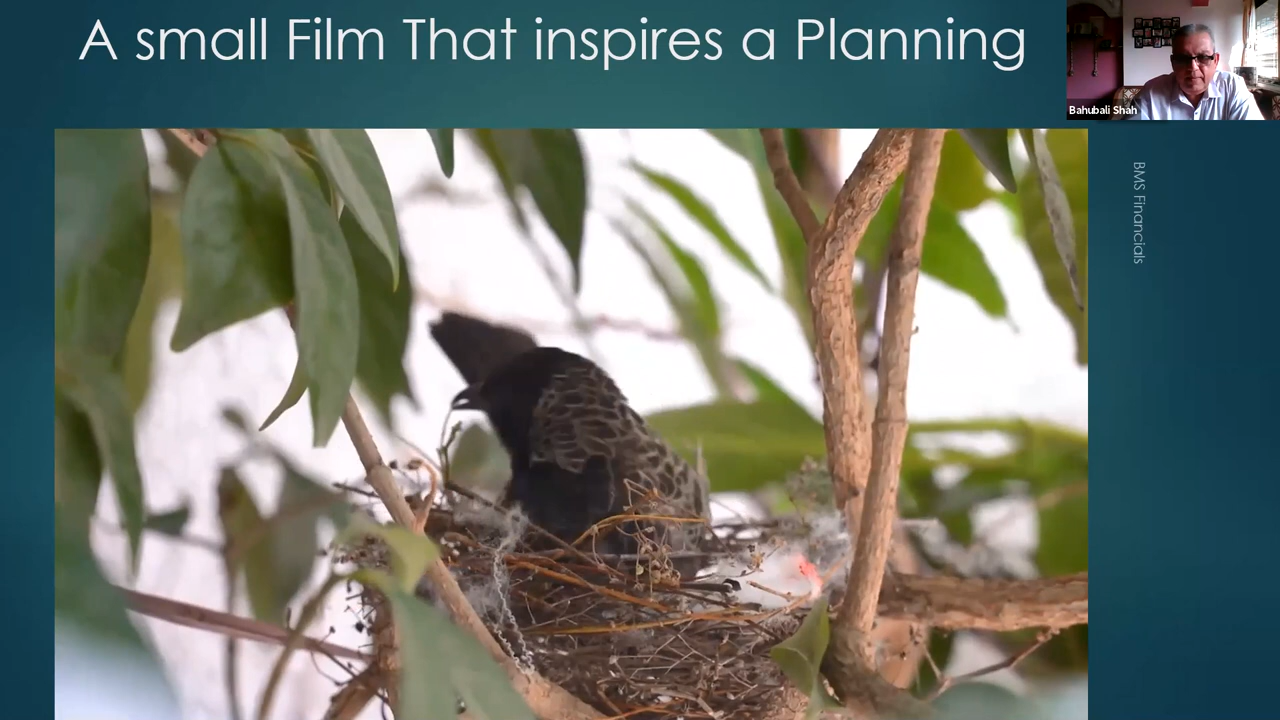 A small Film That inspires a Planning
Bahubali Shah
BMS Financials